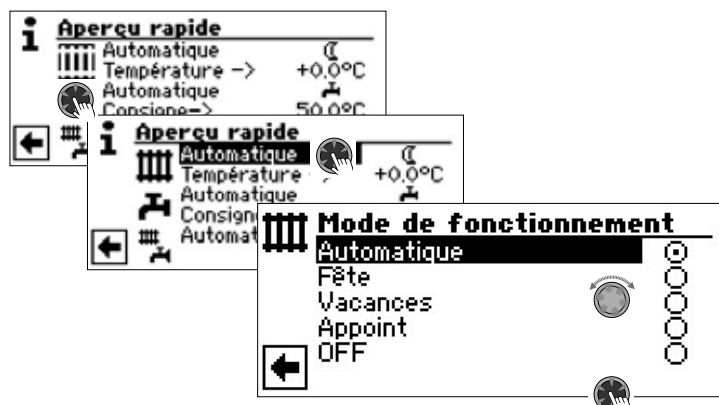 i Aperçu rapide
Automatique
Température -> +0.0°C
Automatique
Consigne-> 50.0°C
i Aperçu rapide
Automatique
Température +0.0°C
Automatique
Consign
Automat
Mode de fonctionnement
Automatique
Fête
Vacances
Appoint
OFF